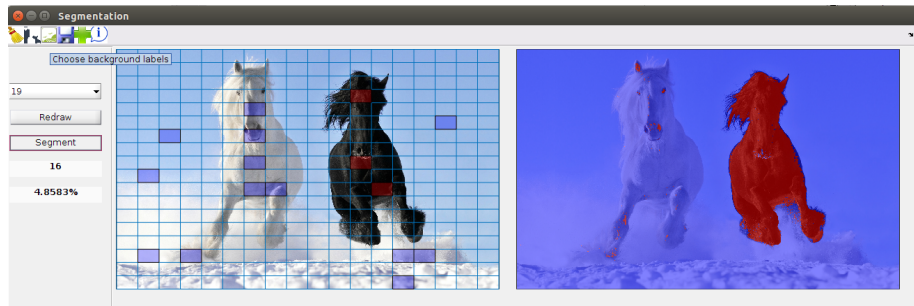 Segmentation
Choose background labels
19
Redraw
Segment
16
4.8583%